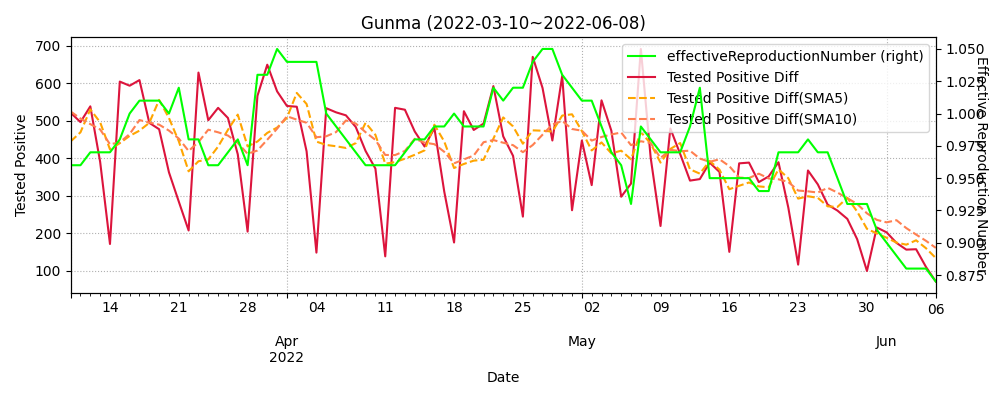 Gunma (2022-03-10~2022-06-08)
700
600
500
400
300
200
100
Tested Positive
effectiveReproductionNumber (right)
Tested Positive Diff
Tested Positive Diff(SMA5)
Tested Positive Diff(SMA10)
1.050
1.025
1.000
0.975
0.950
0.925
0.900
0.875
Effective Reproduction Number
14 21 28 04 11 18 25 02 09 16 23 30 06
Apr May Jun
2022
Date